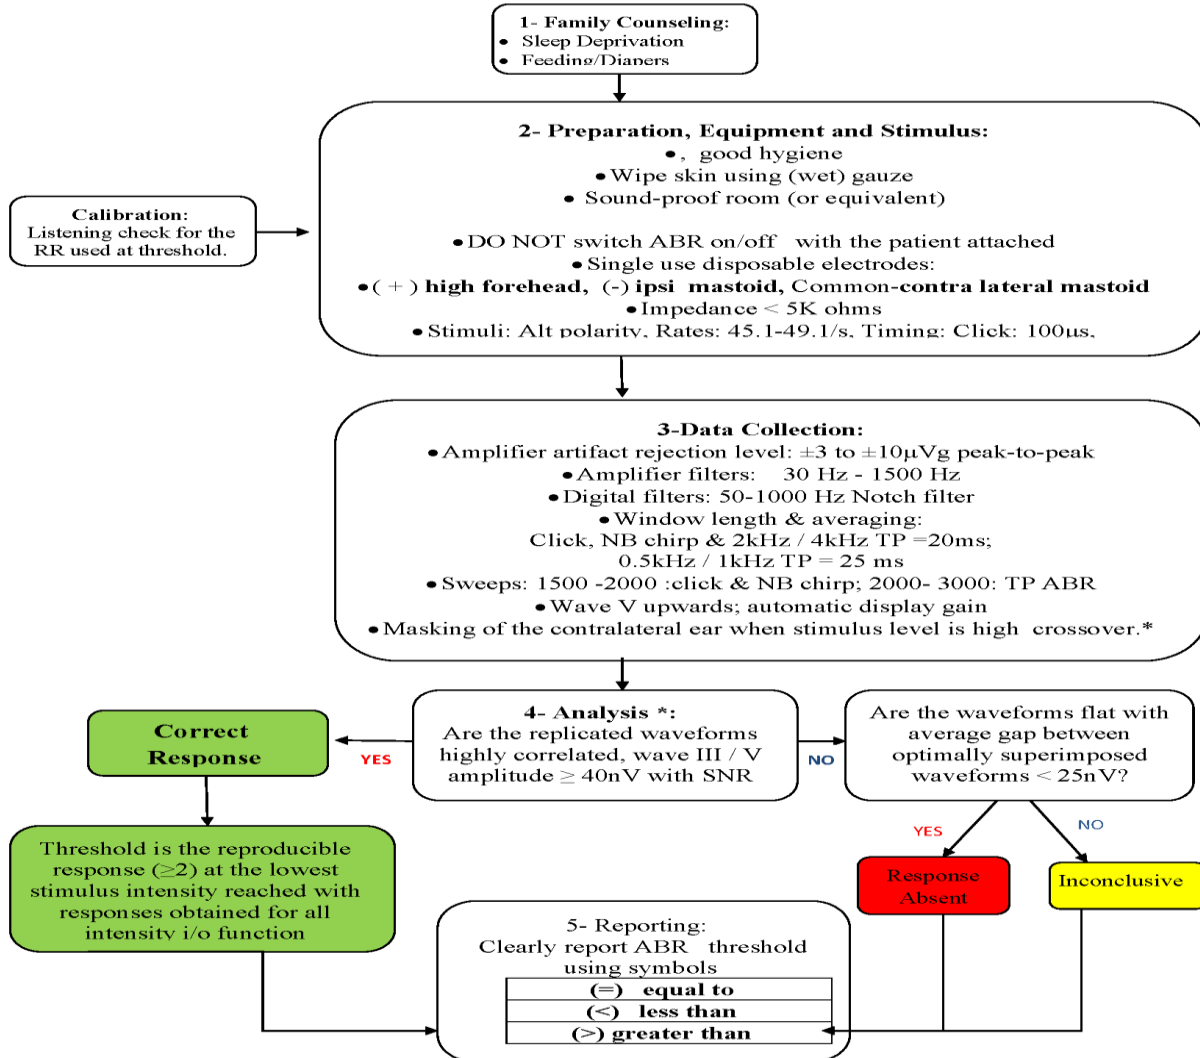 1- Family Counseling:
● Sleep Deprivation
● Feeding/Diapers
2- Preparation, Equipment and Stimulus:
●, good hygiene
●Wipe skin using (wet) gauze
● Sound-proof room (or equivalent)
●DO NOT switch ABR on/off with the patient attached
●Single use disposable electrodes:
●( + ) high forehead, (-) ipsi mastoid, Common-contra lateral mastoid
●Impedance < 5K ohms
●Stimuli: Alt polarity, Rates: 45.1-49.1/s, Timing: Click: 100μs,
Calibration:
Listening check for the
RR used at threshold.
3-Data Collection:
●Amplifier artifact rejection level: ±3 to ±10μVg peak-to-peak
●Amplifier filters: 30 Hz - 1500 Hz
●Digital filters: 50-1000 Hz Notch filter
●Window length & averaging:
Click, NB chirp & 2kHz / 4kHz TP =20ms;
0.5kHz / 1kHz TP = 25 ms
●Sweeps: 1500 -2000 :click & NB chirp; 2000- 3000: TP ABR
●Wave V upwards; automatic display gain
●Masking of the contralateral ear when stimulus level is high crossover.*
4- Analysis *:
Are the replicated waveforms
highly correlated, wave III / V
amplitude ≥ 40nV with SNR
YES
NO
Correct
Response
Are the waveforms flat with
average gap between
optimally superimposed
waveforms < 25nV?
YES
NO
Response
Absent
Inconclusive
Threshold is the reproducible
response (≥2) at the lowest
stimulus intensity reached with
responses obtained for all
intensity i/o function
5- Reporting:
Clearly report ABR threshold
using symbols
(=) equal to
(<) less than
(>) greater than